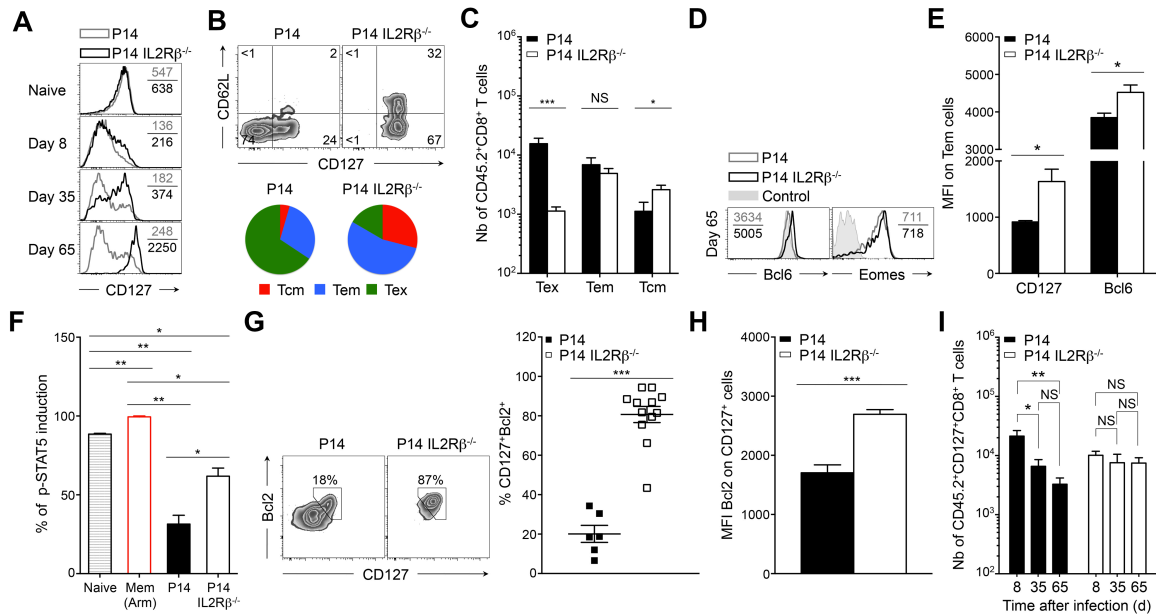 A
P14
P14 IL2Rβ⁻/⁻
Naive
547
638
Day 8
136
216
Day 35
182
374
Day 65
248
2250
CD127
B
P14
P14 IL2Rβ⁻/⁻
CD62L
<1
2
74
24
<1
32
<1
67
CD127
P14
P14 IL2Rβ⁻/⁻
Tcm
Tem
Tex
C
P14
P14 IL2Rβ⁻/⁻
Nb of CD45.2⁺CD8⁺ T cells
10⁶
10⁵
10⁴
10³
10²
***
NS
*
Tex
Tem
Tcm
D
P14
P14 IL2Rβ⁻/⁻
Control
Day 65
3634
5005
711
718
Bcl6
Eomes
E
P14
P14 IL2Rβ⁻/⁻
MFI on Tem cells
6000
5000
4000
3000
2000
1000
0
*
*
CD127
Bcl6
F
% of p-STAT5 induction
150
100
50
0
*
**
**
*
**
*
Naive
Mem
(Arm)
P14
P14
IL2Rβ⁻/⁻
G
P14
P14 IL2Rβ⁻/⁻
18%
87%
Bcl2
CD127
P14
P14 IL2Rβ⁻/⁻
***
% CD127⁺Bcl2⁺
100
80
60
40
20
0
H
P14
P14 IL2Rβ⁻/⁻
MFI Bcl2 on CD127⁺ cells
4000
3000
2000
1000
0
***
I
P14
P14 IL2Rβ⁻/⁻
Nb of CD45.2⁺CD127⁺CD8⁺ T cells
10⁶
10⁵
10⁴
10³
10²
**
NS
*
NS
NS
NS
8 35 65 8 35 65
Time after infection (d)